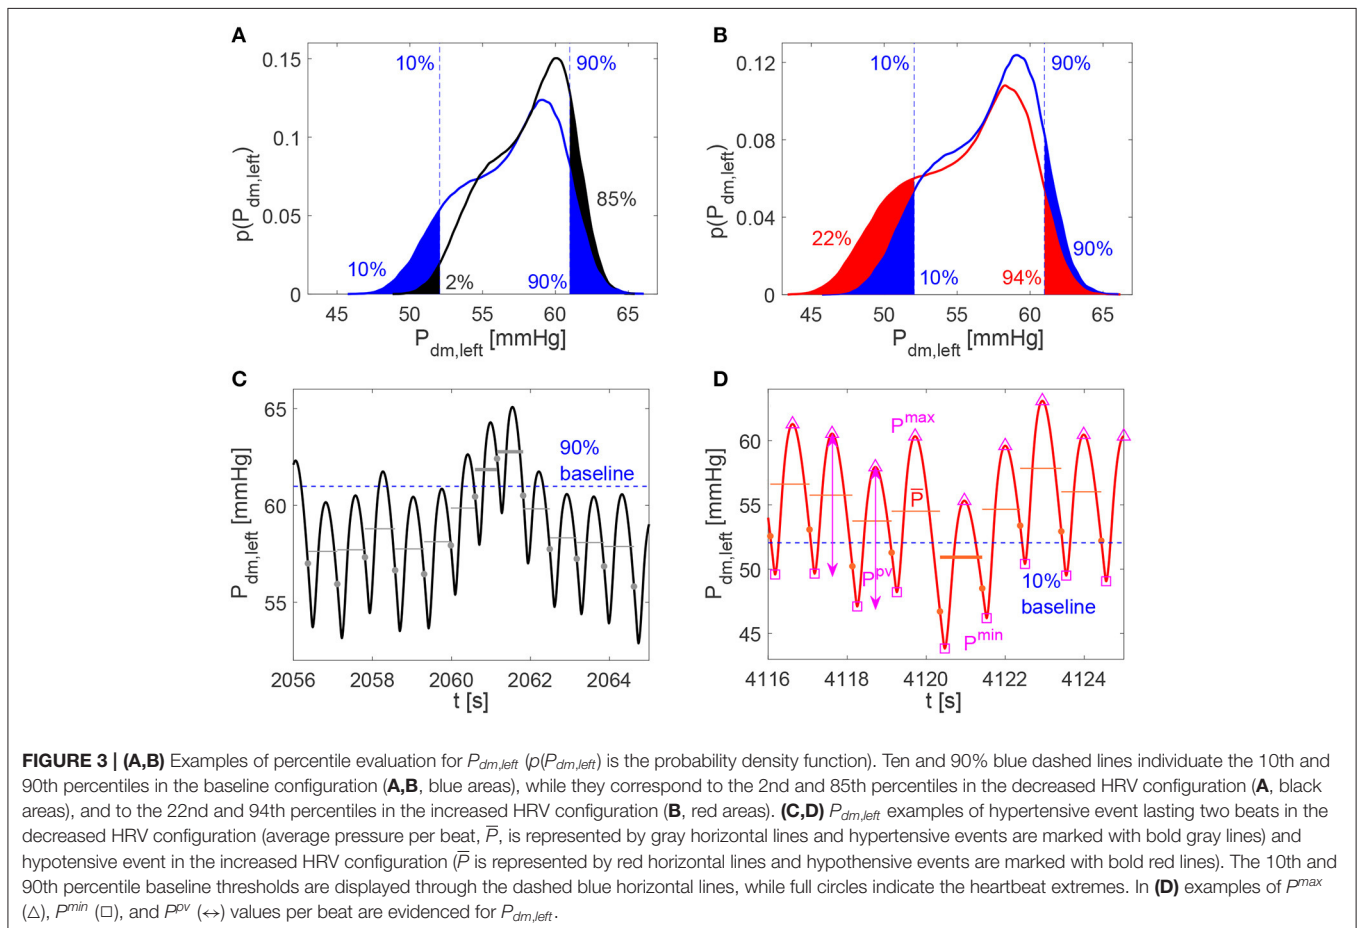 A
B
0.15
10%
90%
0.1
p(P_dm,left)
85%
0.05
10%
2%
90%
0
45
50
55
60
65
P_dm,left [mmHg]
0.12
10%
90%
0.08
p(P_dm,left)
0.04
22%
10%
94%
90%
0
45
50
55
60
65
P_dm,left [mmHg]
C
D
65
90%
baseline
60
P_dm,left [mmHg]
55
2056
2058
2060
2062
2064
t [s]
P^max
60
P̅
55
P_dm,left [mmHg]
50
P^pv
10%
baseline
45
P^min
4116
4118
4120
4122
4124
t [s]
FIGURE 3 | (A,B) Examples of percentile evaluation for P_dm,left (p(P_dm,left) is the probability density function). Ten and 90% blue dashed lines individuate the 10th and
90th percentiles in the baseline configuration (A,B, blue areas), while they correspond to the 2nd and 85th percentiles in the decreased HRV configuration (A, black
areas), and to the 22nd and 94th percentiles in the increased HRV configuration (B, red areas). (C,D) P_dm,left examples of hypertensive event lasting two beats in the
decreased HRV configuration (average pressure per beat, P̅, is represented by gray horizontal lines and hypertensive events are marked with bold gray lines) and
hypotensive event in the increased HRV configuration (P̅ is represented by red horizontal lines and hypothensive events are marked with bold red lines). The 10th and
90th percentile baseline thresholds are displayed through the dashed blue horizontal lines, while full circles indicate the heartbeat extremes. In (D) examples of P^max
(△), P^min (□), and P^pv (↔) values per beat are evidenced for P_dm,left.